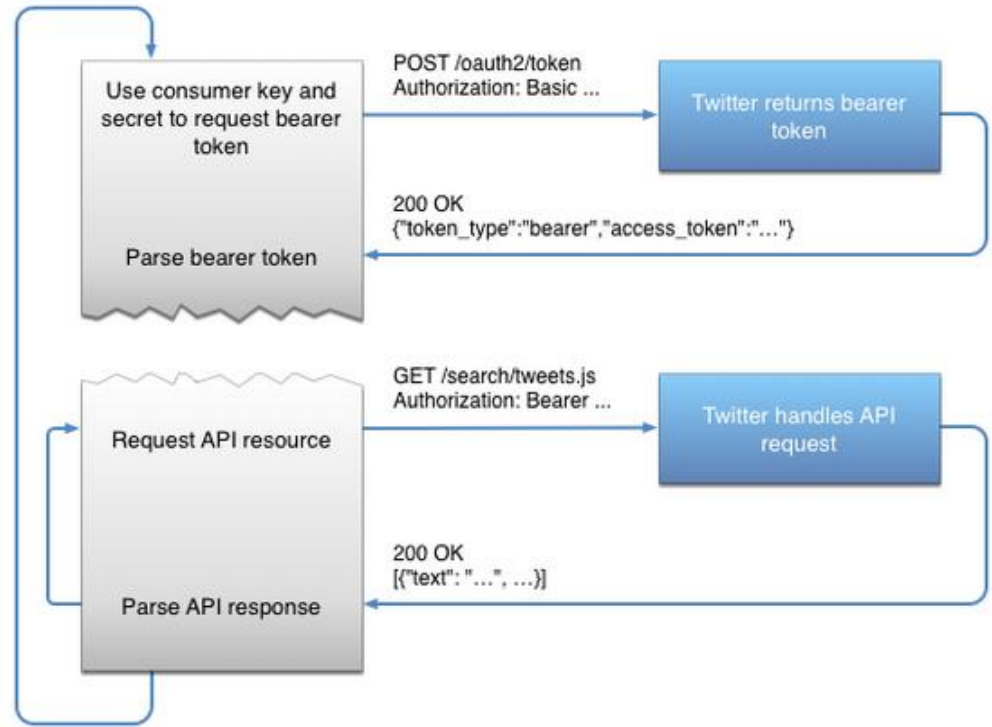 Use consumer key and
secret to request bearer
token
POST /oauth2/token
Authorization: Basic ...
Twitter returns bearer
token
200 OK
{"token_type":"bearer","access_token":"..."}
Parse bearer token
GET /search/tweets.js
Authorization: Bearer ...
Request API resource
Twitter handles API
request
200 OK
[{"text": "...", ...}]
Parse API response